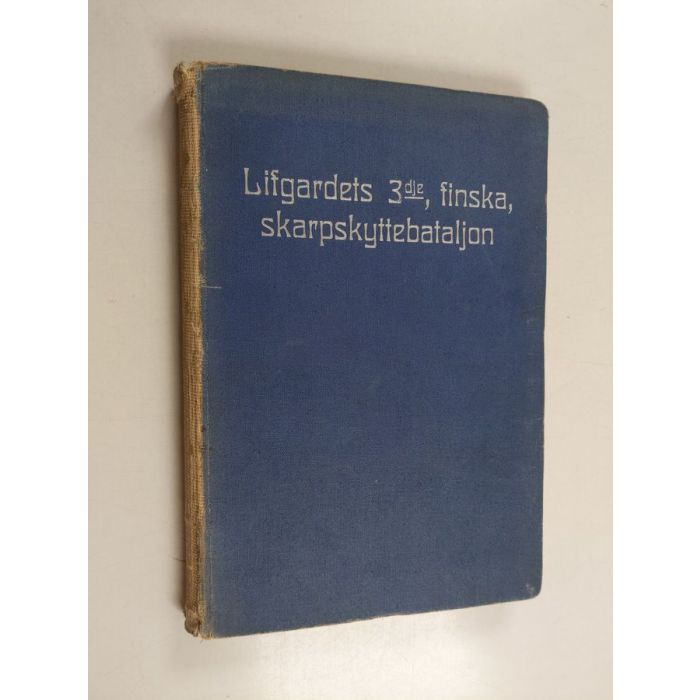 Lifgardets 3dje, finska,
skarpskyttebataljon